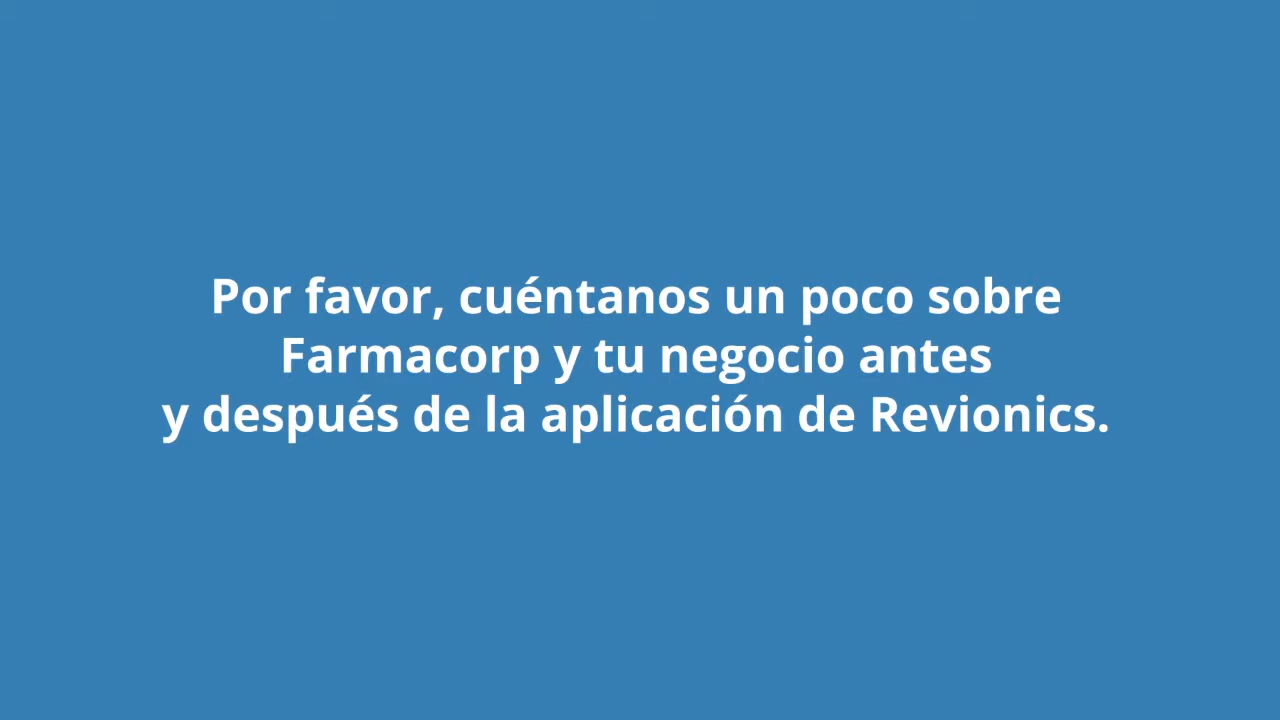 Por favor, cuéntanos un poco sobre
Farmacorp y tu negocio antes
y después de la aplicación de Revionics.